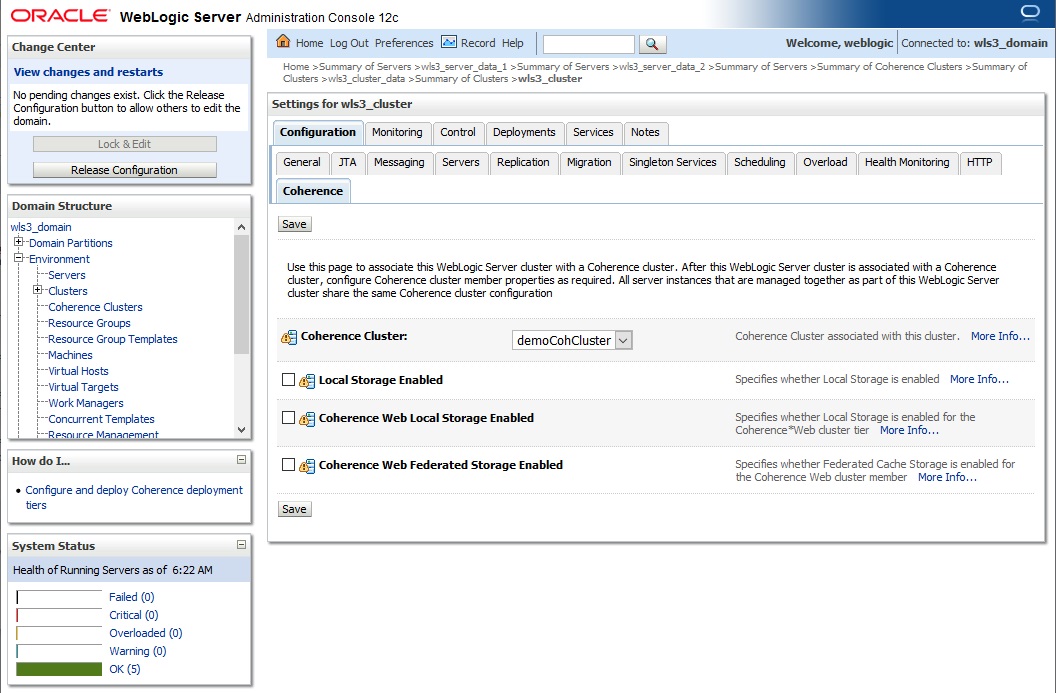 ORACLE® WebLogic Server Administration Console 12c
Change Center
View changes and restarts
No pending changes exist. Click the Release
Configuration button to allow others to edit the
domain.
Lock & Edit
Release Configuration
Domain Structure
wls3_domain
Domain Partitions
Environment
Servers
Clusters
Coherence Clusters
Resource Groups
Resource Group Templates
Machines
Virtual Hosts
Virtual Targets
Work Managers
Concurrent Templates
Resource Management
How do I...
Configure and deploy Coherence deployment
tiers
System Status
Health of Running Servers as of 6:22 AM
Failed (0)
Critical (0)
Overloaded (0)
Warning (0)
OK (5)
Home Log Out Preferences Record Help
Welcome, weblogic
Connected to: wls3_domain
Home >Summary of Servers >wls3_server_data_1 >Summary of Servers >wls3_server_data_2 >Summary of Servers >Summary of Coherence Clusters >Summary of
Clusters >wls3_cluster_data >Summary of Clusters >wls3_cluster
Settings for wls3_cluster
Configuration Monitoring Control Deployments Services Notes
General JTA Messaging Servers Replication Migration Singleton Services Scheduling Overload Health Monitoring HTTP
Coherence
Save
Use this page to associate this WebLogic Server cluster with a Coherence cluster. After this WebLogic Server cluster is associated with a Coherence
cluster, configure Coherence cluster member properties as required. All server instances that are managed together as part of this WebLogic Server
cluster share the same Coherence cluster configuration
Coherence Cluster: demoCohCluster Coherence Cluster associated with this cluster. More Info...
Local Storage Enabled Specifies whether Local Storage is enabled More Info...
Coherence Web Local Storage Enabled Specifies whether Local Storage is enabled for the
Coherence*Web cluster tier More Info...
Coherence Web Federated Storage Enabled Specifies whether Federated Cache Storage is enabled for
the Coherence Web cluster member More Info...
Save